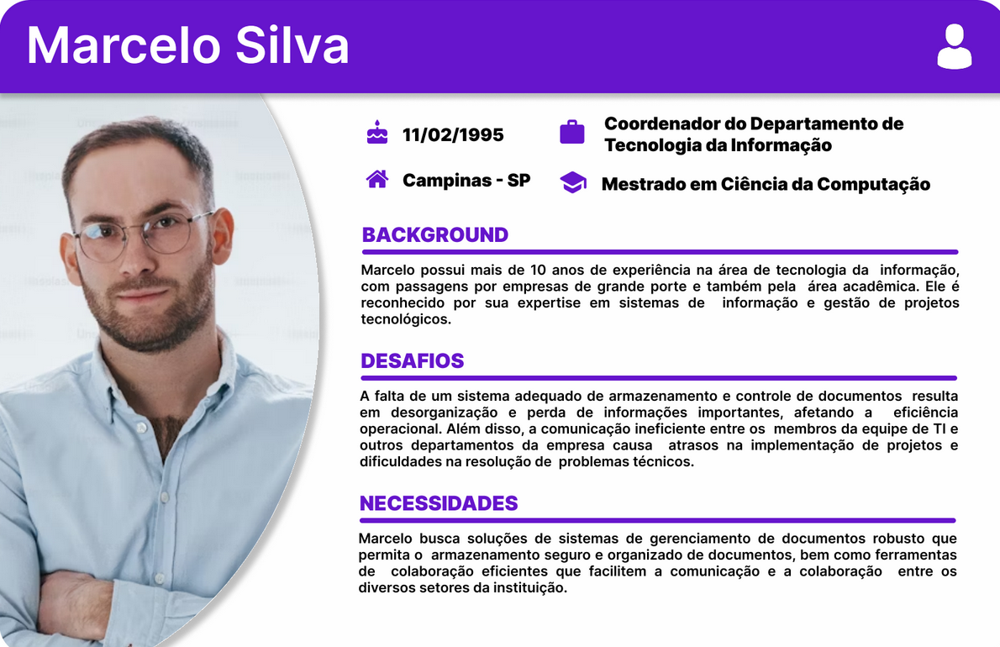 Marcelo Silva
11/02/1995
Coordenador do Departamento de
Tecnologia da Informação
Campinas - SP
Mestrado em Ciência da Computação
BACKGROUND
Marcelo possui mais de 10 anos de experiência na área de tecnologia da informação,
com passagens por empresas de grande porte e também pela área acadêmica. Ele é
reconhecido por sua expertise em sistemas de informação e gestão de projetos
tecnológicos.
DESAFIOS
A falta de um sistema adequado de armazenamento e controle de documentos resulta
em desorganização e perda de informações importantes, afetando a eficiência
operacional. Além disso, a comunicação ineficiente entre os membros da equipe de TI e
outros departamentos da empresa causa atrasos na implementação de projetos e
dificuldades na resolução de problemas técnicos.
NECESSIDADES
Marcelo busca soluções de sistemas de gerenciamento de documentos robusto que
permita o armazenamento seguro e organizado de documentos, bem como ferramentas
de colaboração eficientes que facilitem a comunicação e a colaboração entre os
diversos setores da instituição.